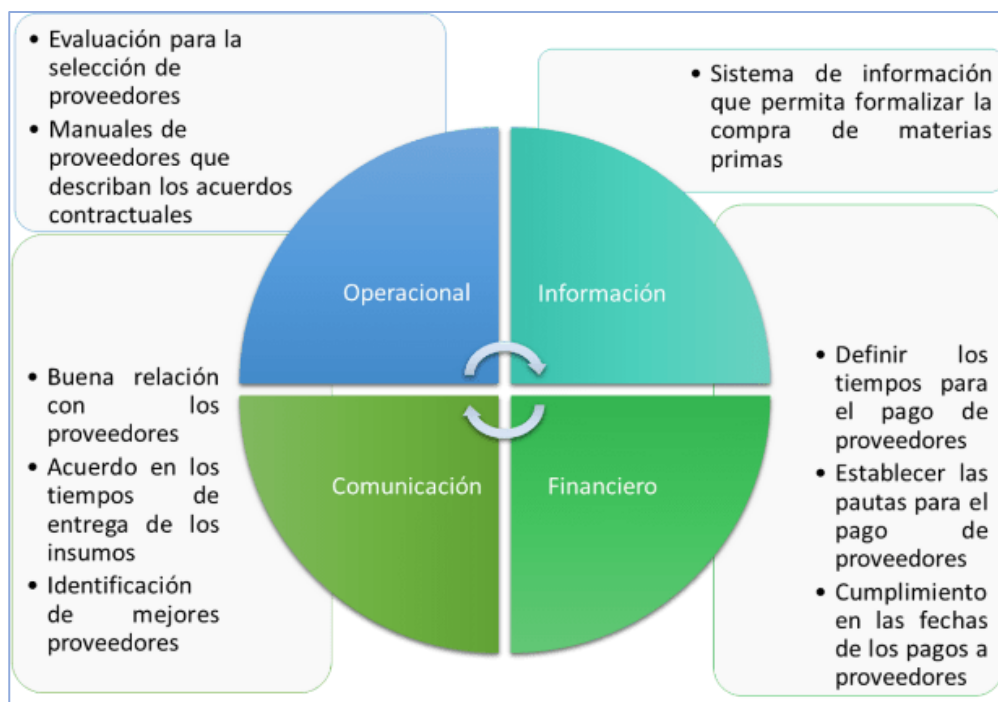 • Evaluación para la
selección de
proveedores
• Manuales de
proveedores que
describan los acuerdos
contractuales
• Sistema de información
que permita formalizar la
compra de materias
primas
Operacional
Información
• Buena relación
con los
proveedores
• Acuerdo en los
tiempos de
entrega de los
insumos
• Identificación
de mejores
proveedores
Comunicación
Financiero
• Definir los
tiempos para
el pago de
proveedores
• Establecer las
pautas para el
pago de
proveedores
• Cumplimiento
en las fechas
de los pagos a
proveedores